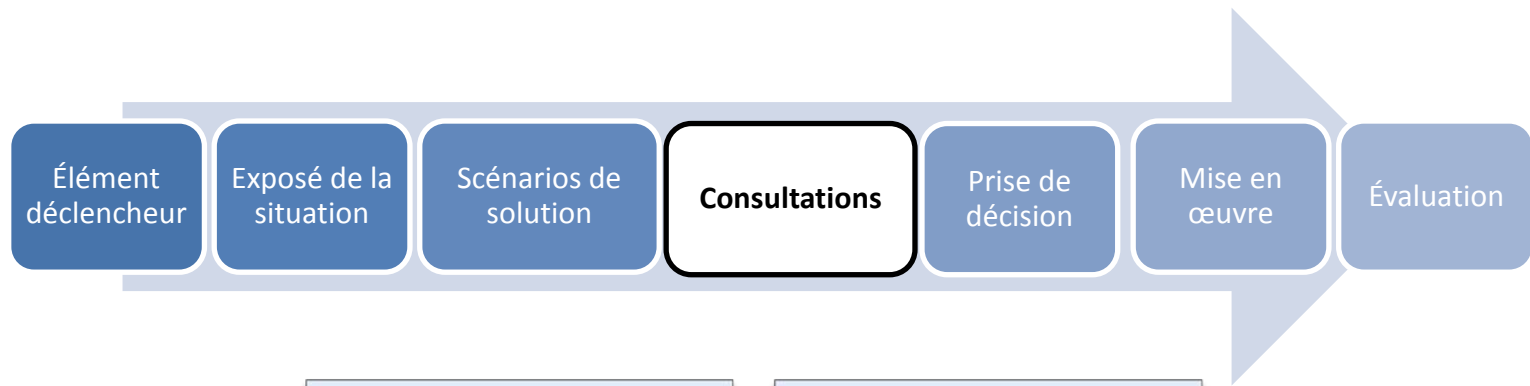 Élément
déclencheur
Exposé de la
situation
Scénarios de
solution
Consultations
Prise de
décision
Mise en
œuvre
Évaluation